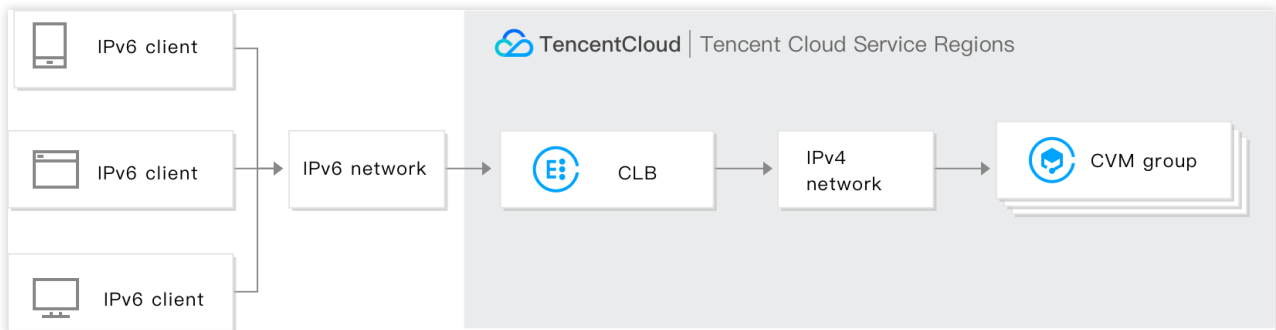 IPv6 client
TencentCloud | Tencent Cloud Service Regions
IPv6 client
IPv6 network
CLB
IPv4
network
CVM group
IPv6 client